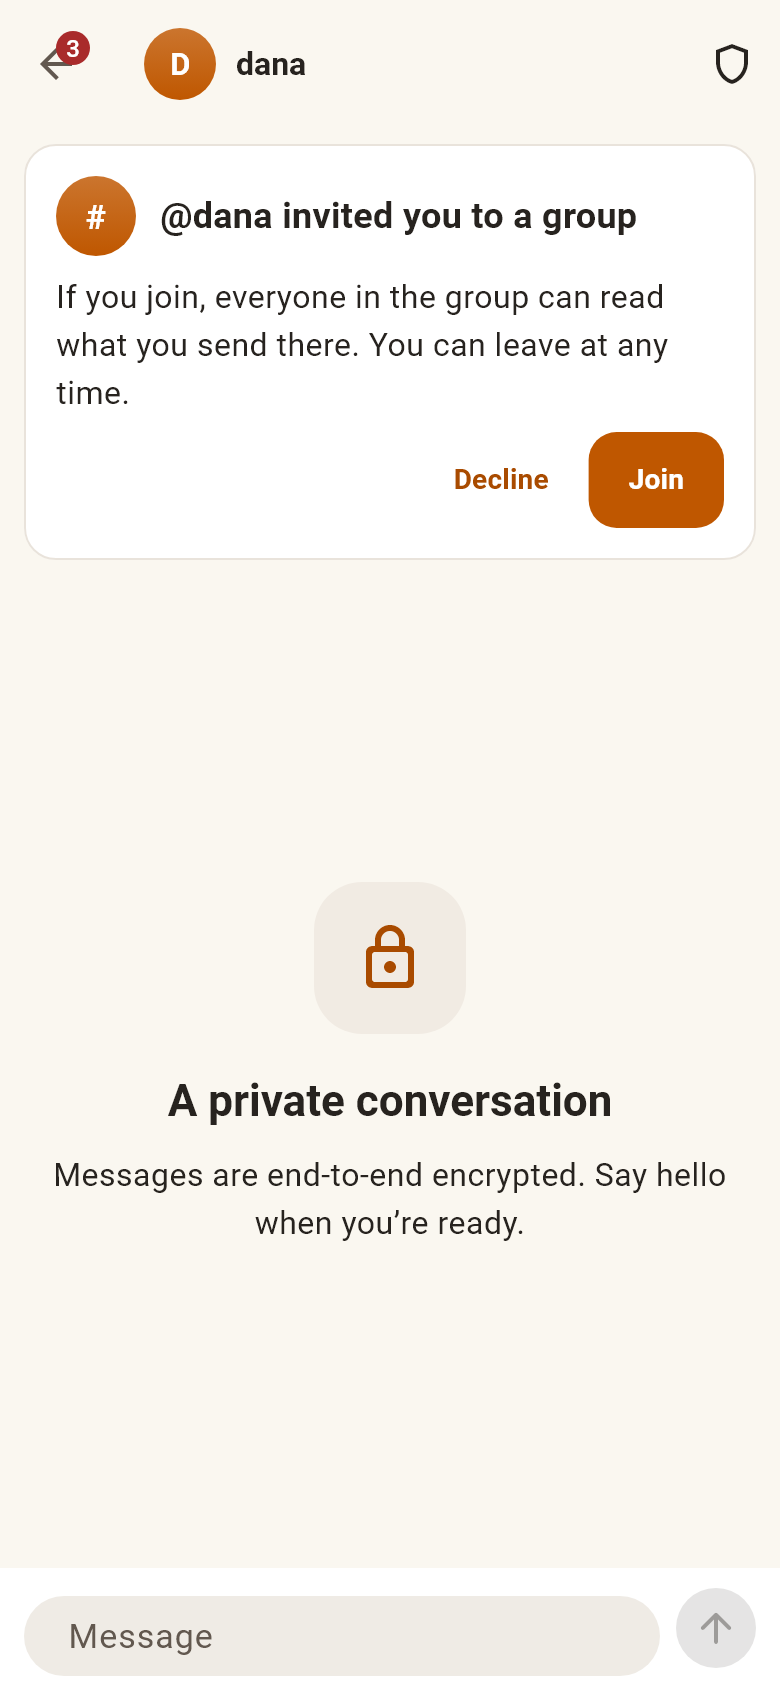 3
D
dana
#
@dana invited you to a group
If you join, everyone in the group can read
what you send there. You can leave at any
time.
Decline
Join
A private conversation
Messages are end-to-end encrypted. Say hello
when you’re ready.
Message